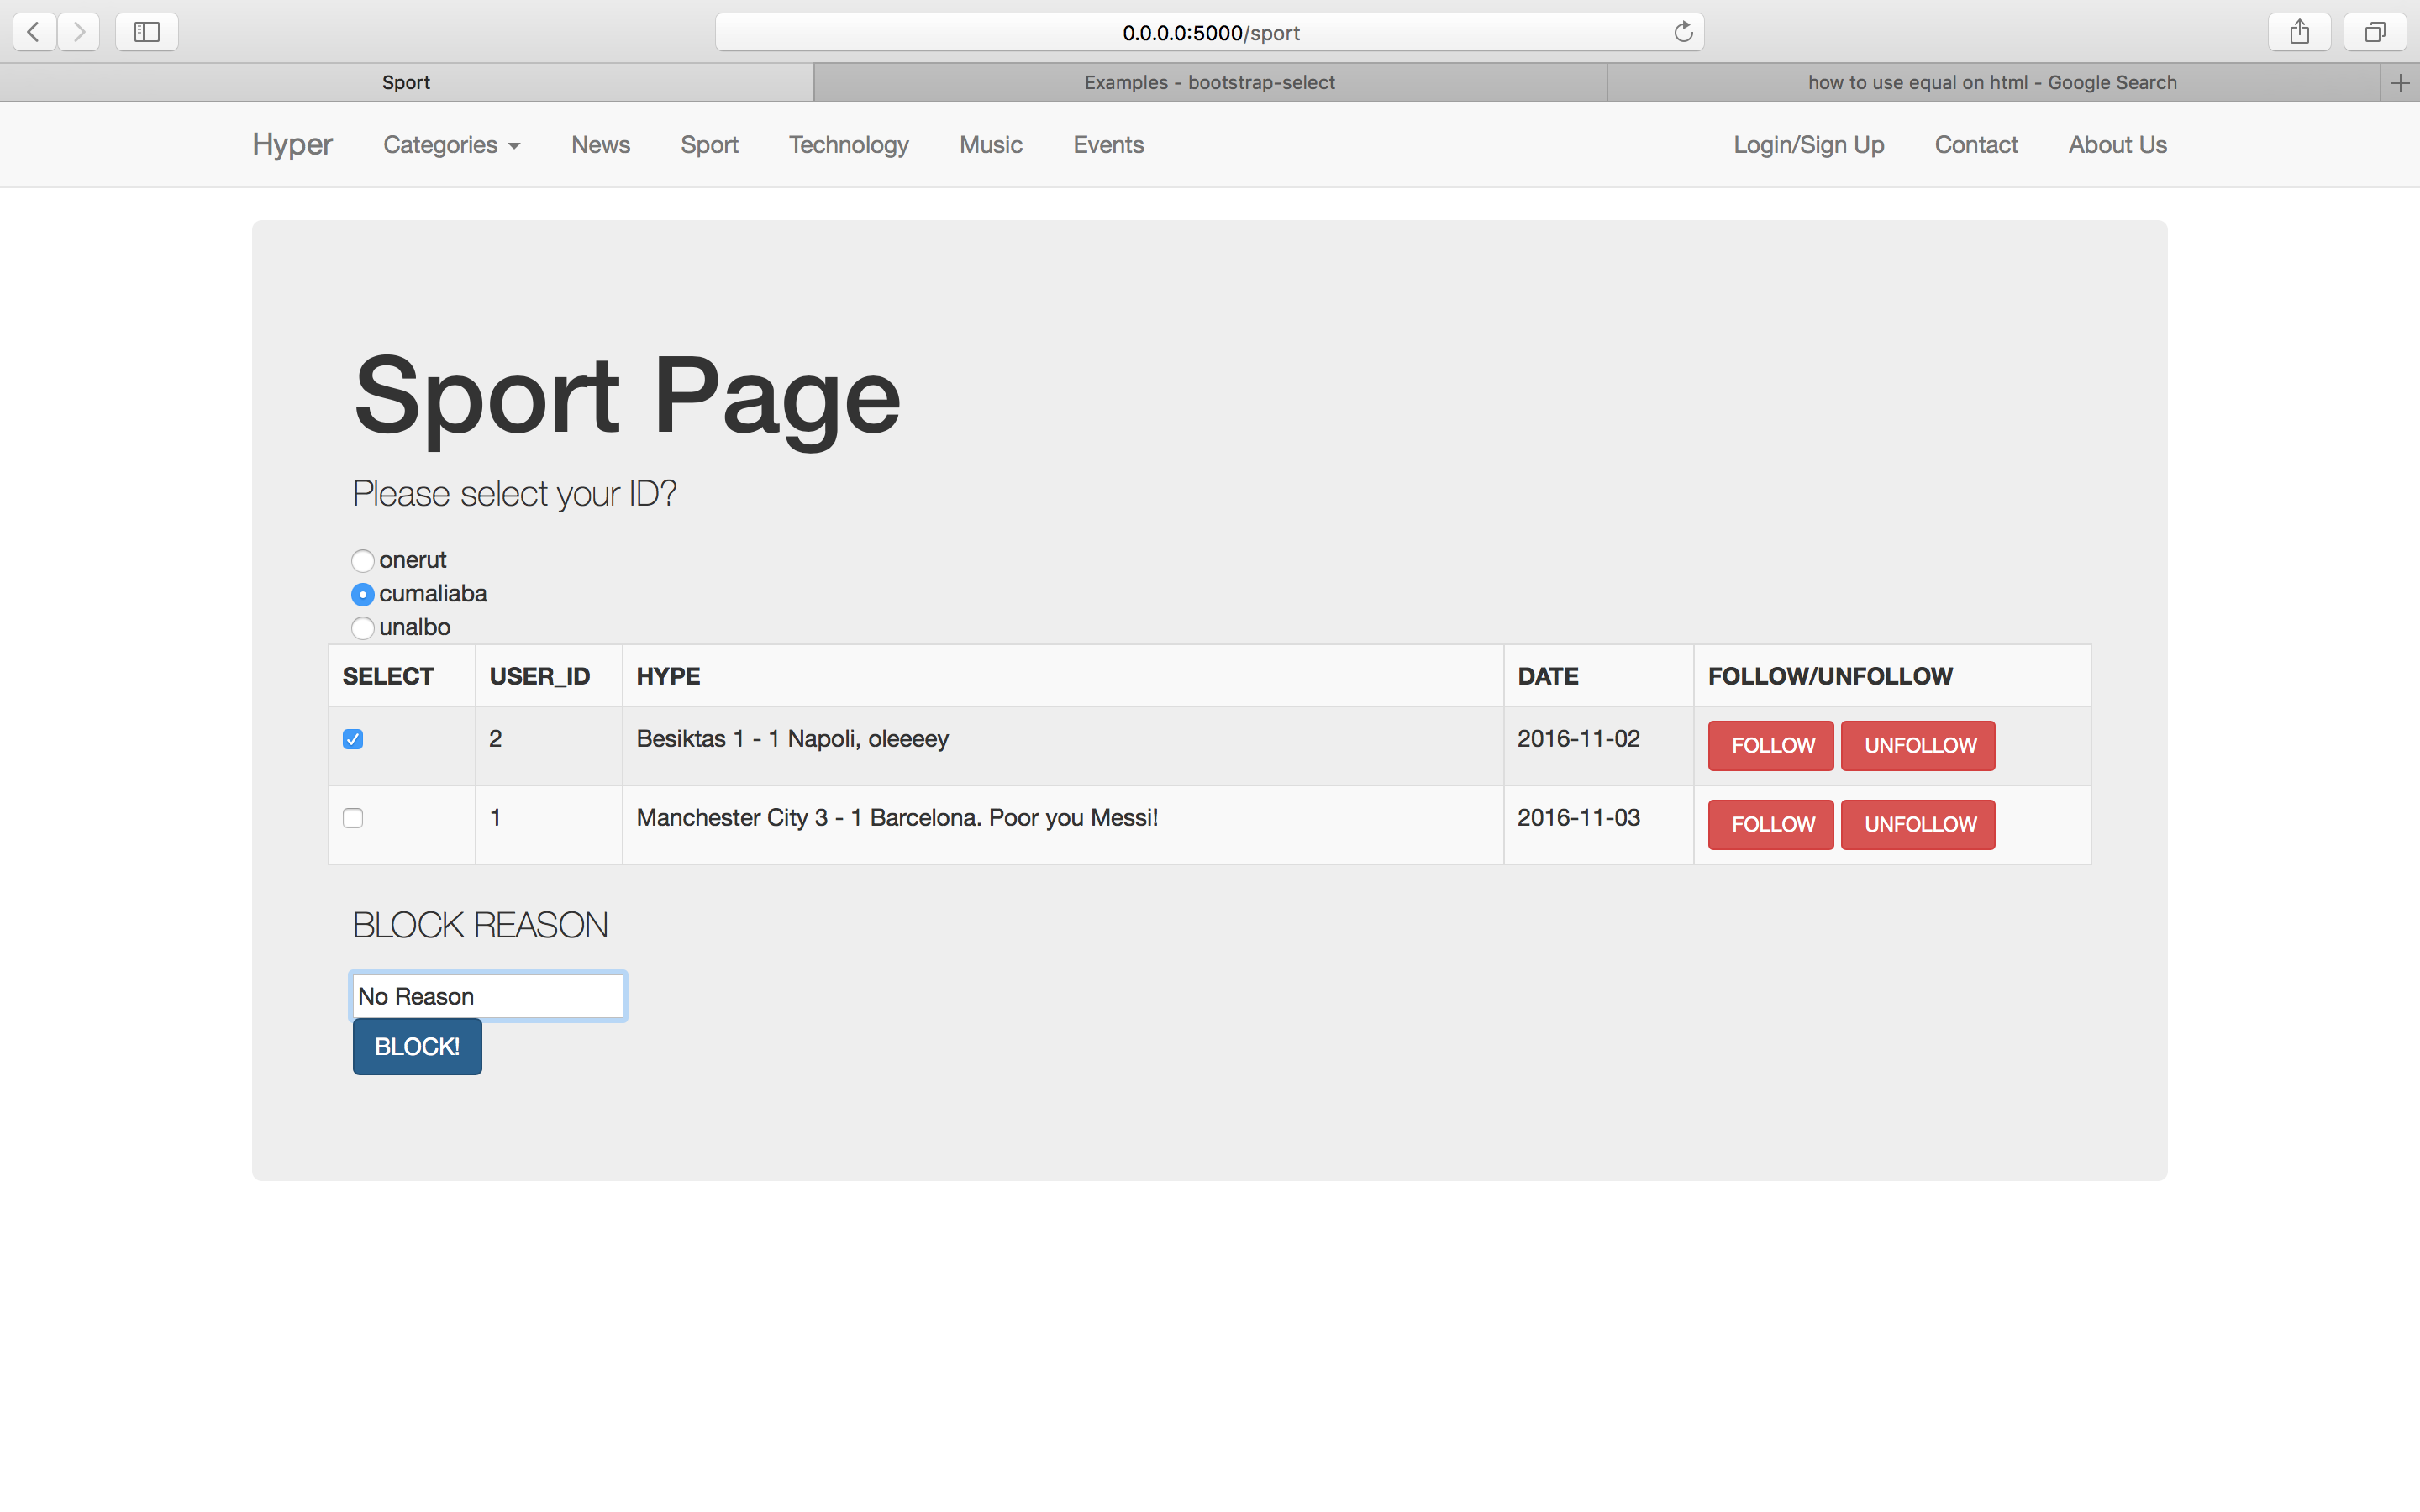 0.0.0.0:5000/sport
Sport Examples - bootstrap-select how to use equal on html - Google Search
Hyper Categories News Sport Technology Music Events Login/Sign Up Contact About Us
Sport Page
Please select your ID?
onerut
cumaliaba
unalbo
SELECT USER_ID HYPE DATE FOLLOW/UNFOLLOW
2 Besiktas 1 - 1 Napoli, oleeeey 2016-11-02 FOLLOW UNFOLLOW
1 Manchester City 3 - 1 Barcelona. Poor you Messi! 2016-11-03 FOLLOW UNFOLLOW
BLOCK REASON
No Reason
BLOCK!